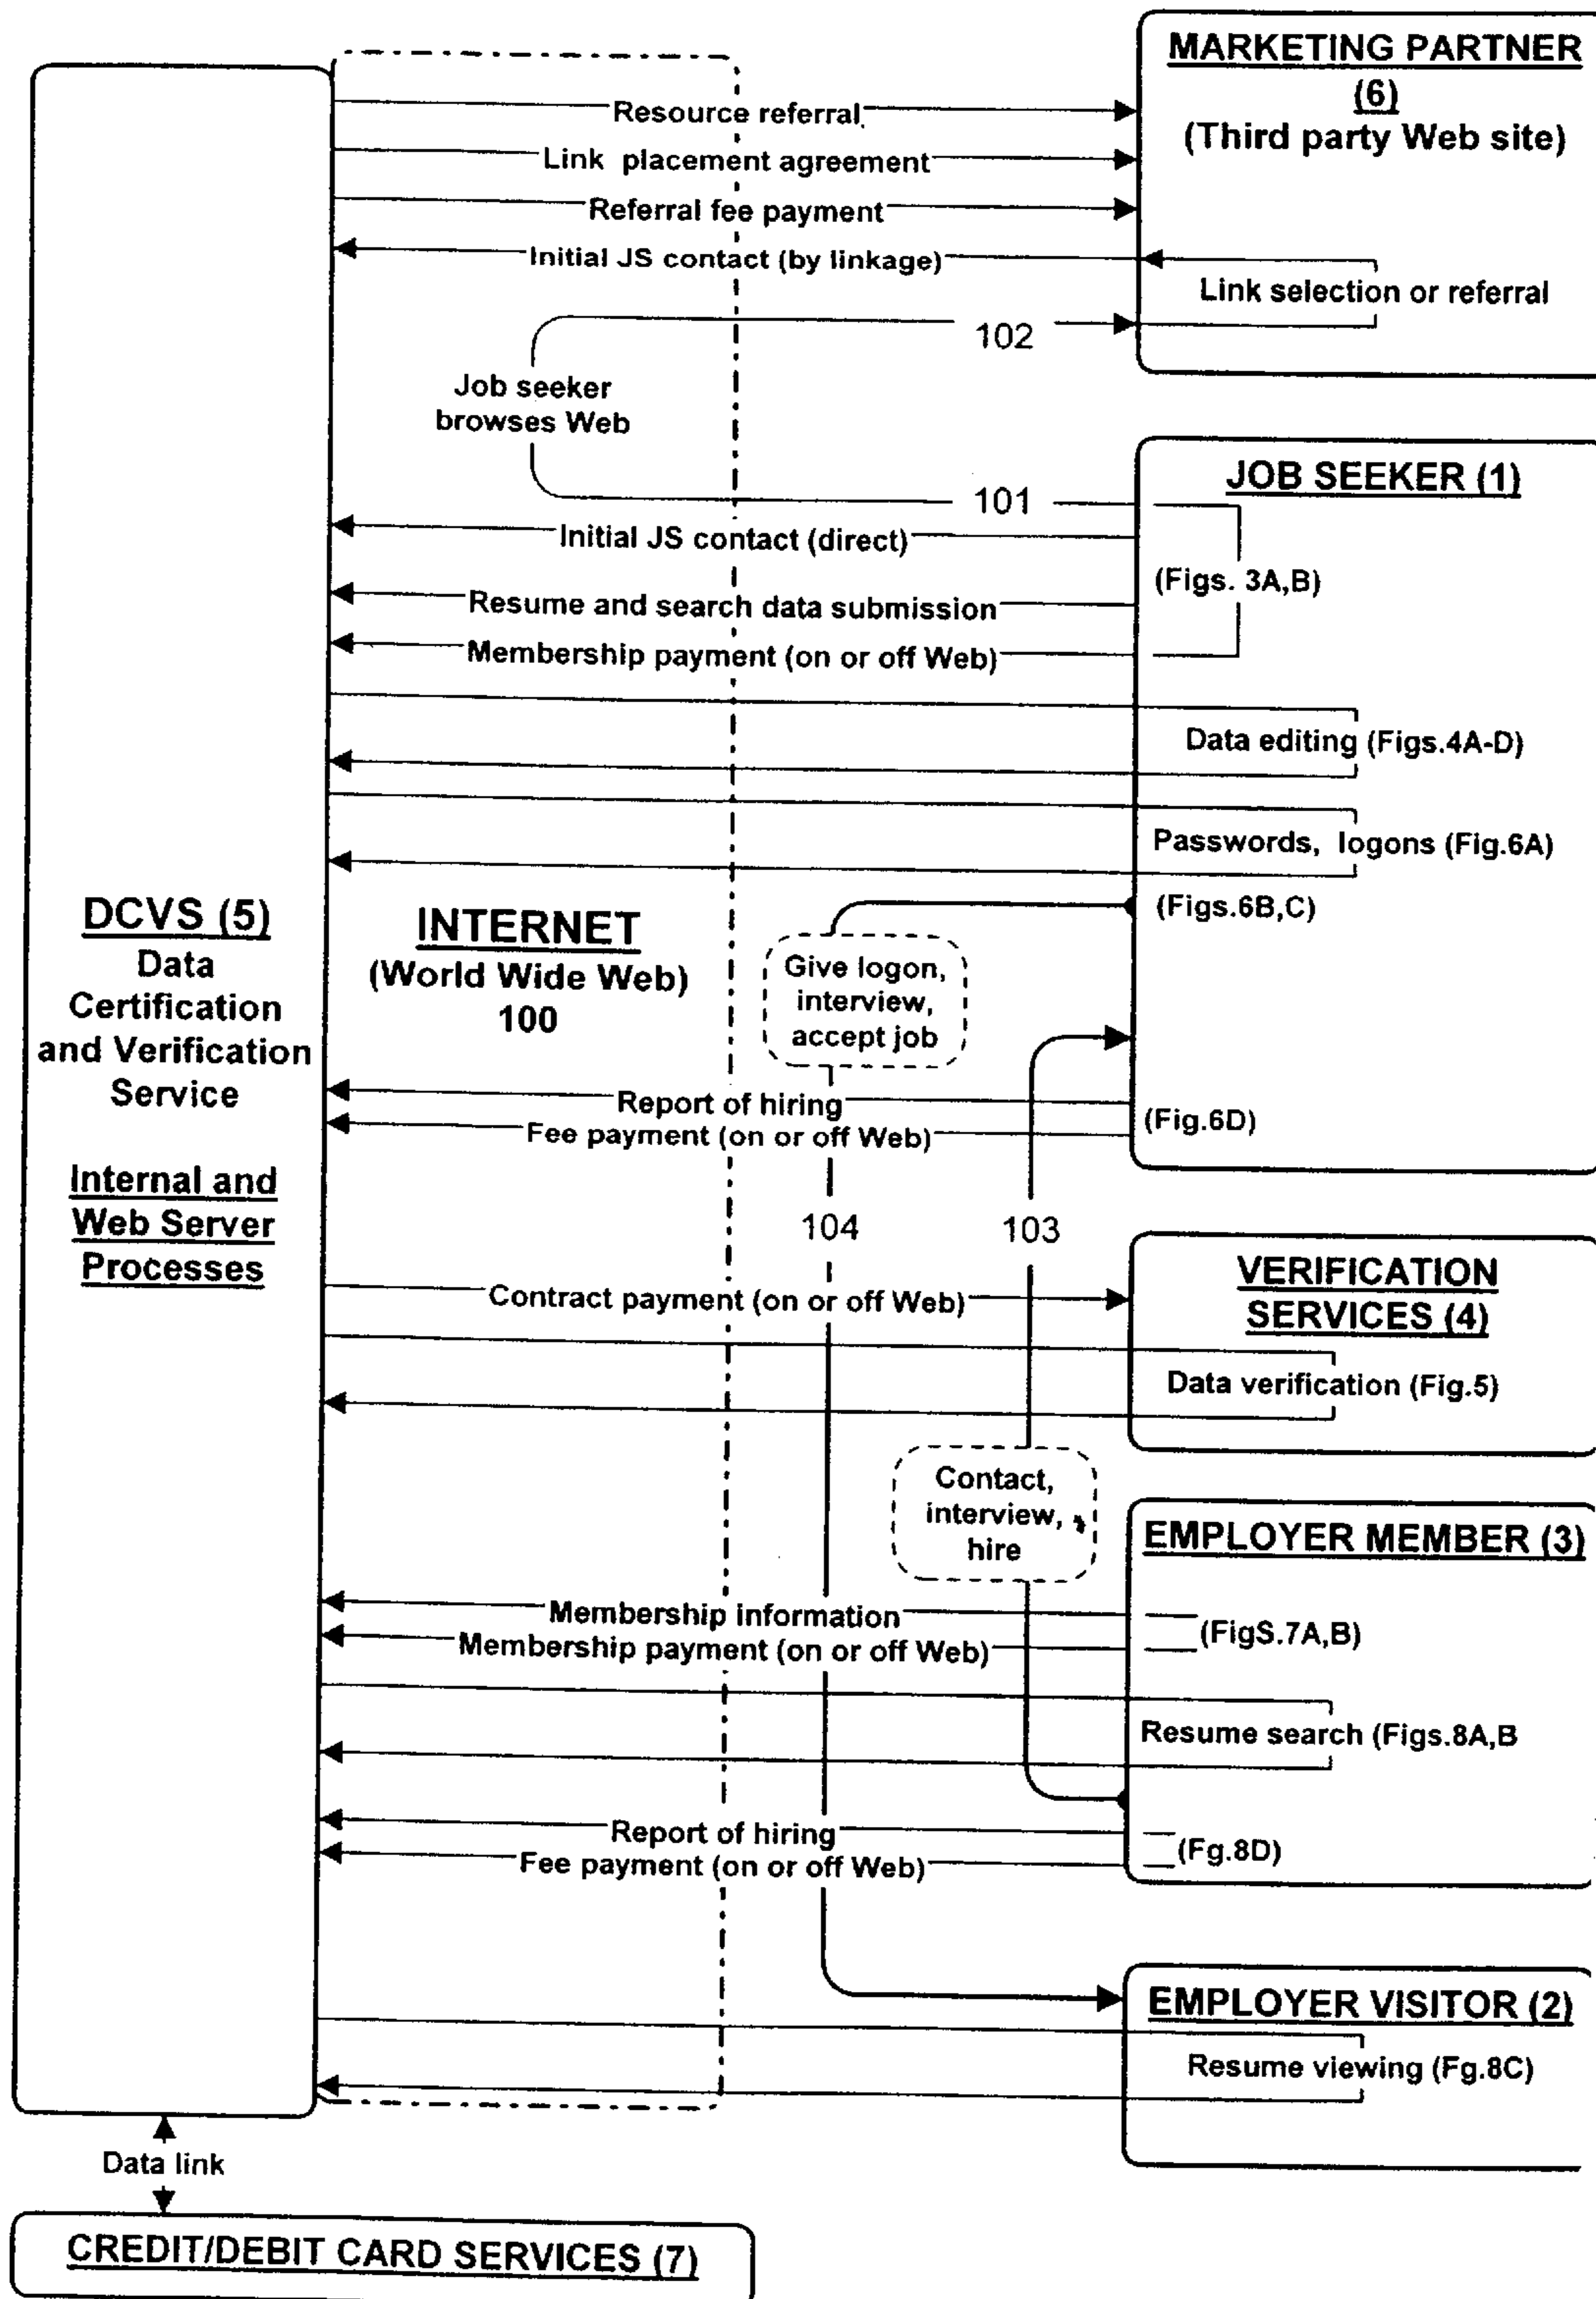 MARKETING PARTNER
(6)
(Third party Web site)
Resource referral
Link placement agreement
Referral fee payment
Initial JS contact (by linkage)
Link selection or referral
102
Job seeker
browses Web
JOB SEEKER (1)
101
Initial JS contact (direct)
(Figs. 3A,B)
Resume and search data submission
Membership payment (on or off Web)
Data editing (Figs.4A-D)
Passwords, logons (Fig.6A)
(Figs.6B,C)
DCVS (5)
Data
Certification
and Verification
Service
Internal and
Web Server
Processes
INTERNET
(World Wide Web)
100
Give logon,
interview,
accept job
Report of hiring
Fee payment (on or off Web)
(Fig.6D)
104
103
VERIFICATION
SERVICES (4)
Contract payment (on or off Web)
Data verification (Fig.5)
Contact,
interview,
hire
EMPLOYER MEMBER (3)
Membership information
Membership payment (on or off Web)
(FigS.7A,B)
Resume search (Figs.8A,B
Report of hiring
Fee payment (on or off Web)
(Fg.8D)
EMPLOYER VISITOR (2)
Resume viewing (Fg.8C)
Data link
CREDIT/DEBIT CARD SERVICES (7)